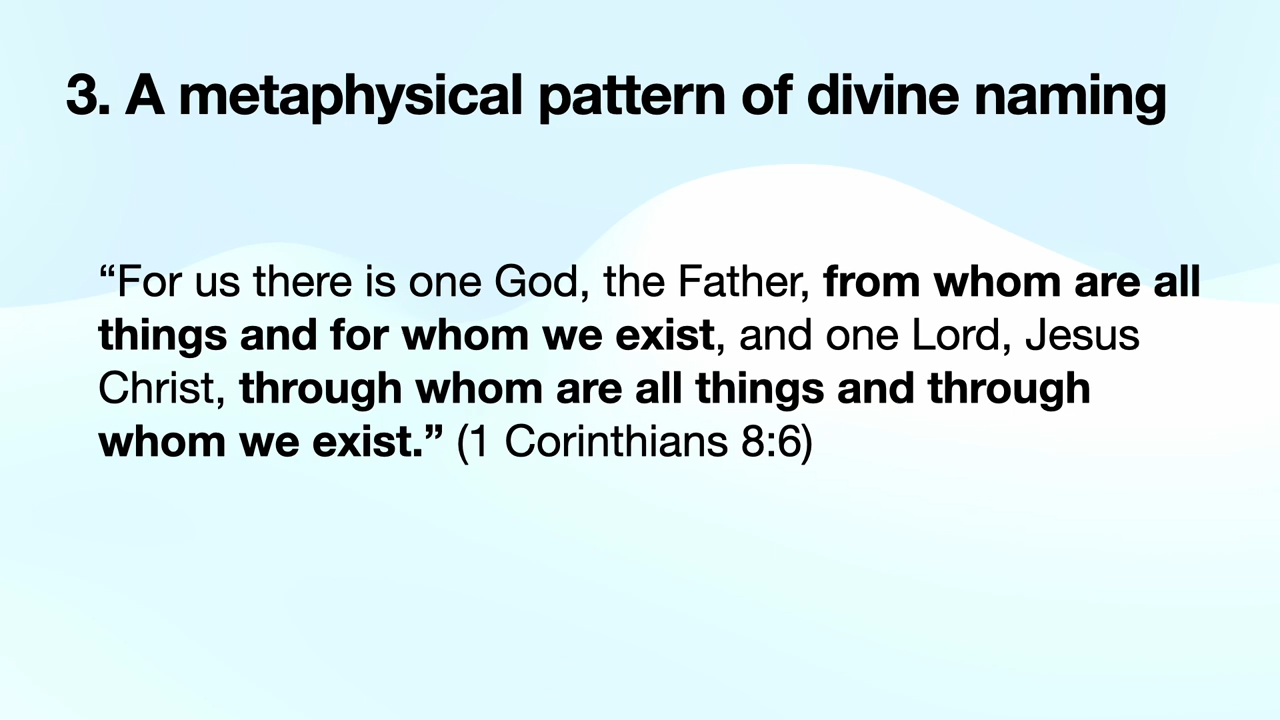 3. A metaphysical pattern of divine naming
“For us there is one God, the Father, from whom are all
things and for whom we exist, and one Lord, Jesus
Christ, through whom are all things and through
whom we exist.” (1 Corinthians 8:6)